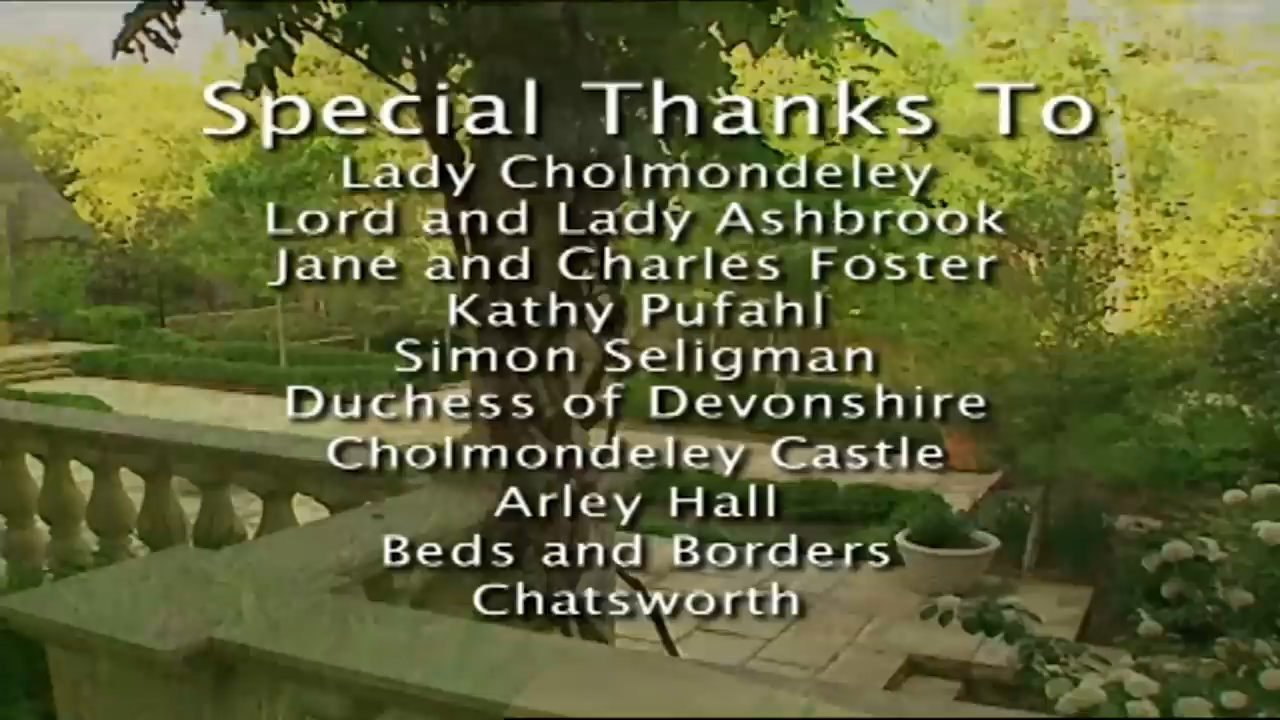 Special Thanks To
Lady Cholmondeley
Lord and Lady Ashbrook
Jane and Charles Foster
Kathy Pufahl
Simon Seligman
Duchess of Devonshire
Cholmondeley Castle
Arley Hall
Beds and Borders
Chatsworth